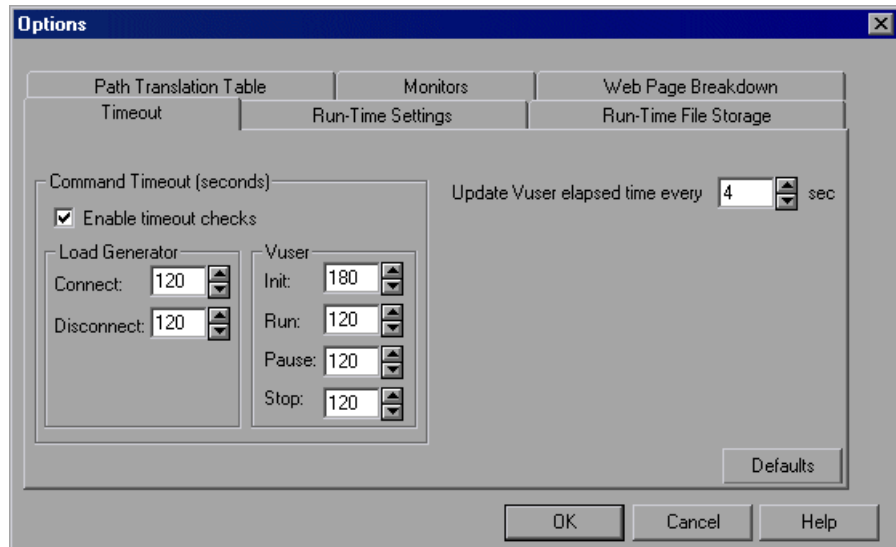 Options
Path Translation Table
Monitors
Web Page Breakdown
Timeout
Run-Time Settings
Run-Time File Storage
Command Timeout (seconds)
Enable timeout checks
Load Generator
Connect: 120
Disconnect: 120
Vuser
Init: 180
Run: 120
Pause: 120
Stop: 120
Update Vuser elapsed time every 4 sec
Defaults
OK
Cancel
Help